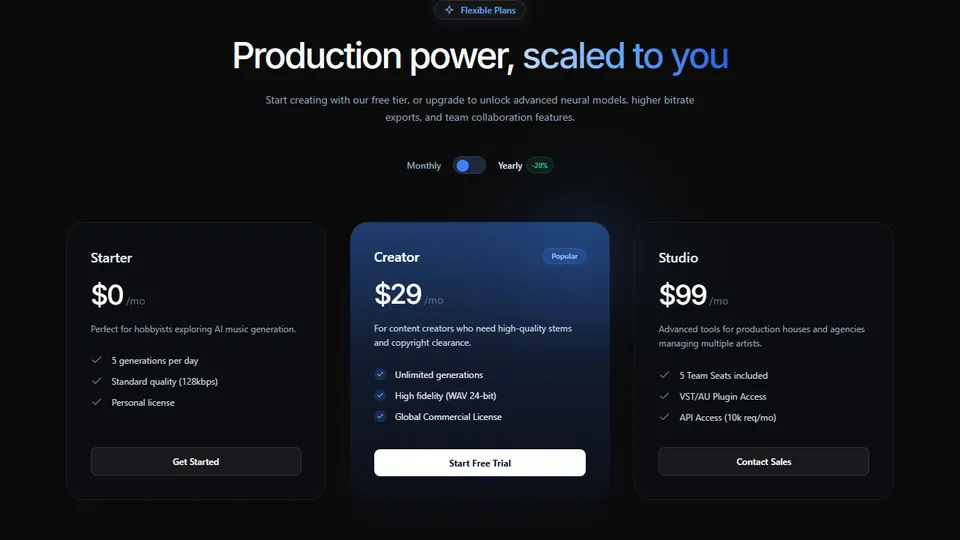 Flexible Plans
Production power, scaled to you
Start creating with our free tier, or upgrade to unlock advanced neural models, higher bitrate
exports, and team collaboration features.
Monthly
Yearly
-20%
Starter
$0 /mo
Perfect for hobbyists exploring AI music generation.
5 generations per day
Standard quality (128kbps)
Personal license
Get Started
Creator
Popular
$29 /mo
For content creators who need high-quality stems
and copyright clearance.
Unlimited generations
High fidelity (WAV 24-bit)
Global Commercial License
Start Free Trial
Studio
$99 /mo
Advanced tools for production houses and agencies
managing multiple artists.
5 Team Seats included
VST/AU Plugin Access
API Access (10k req/mo)
Contact Sales